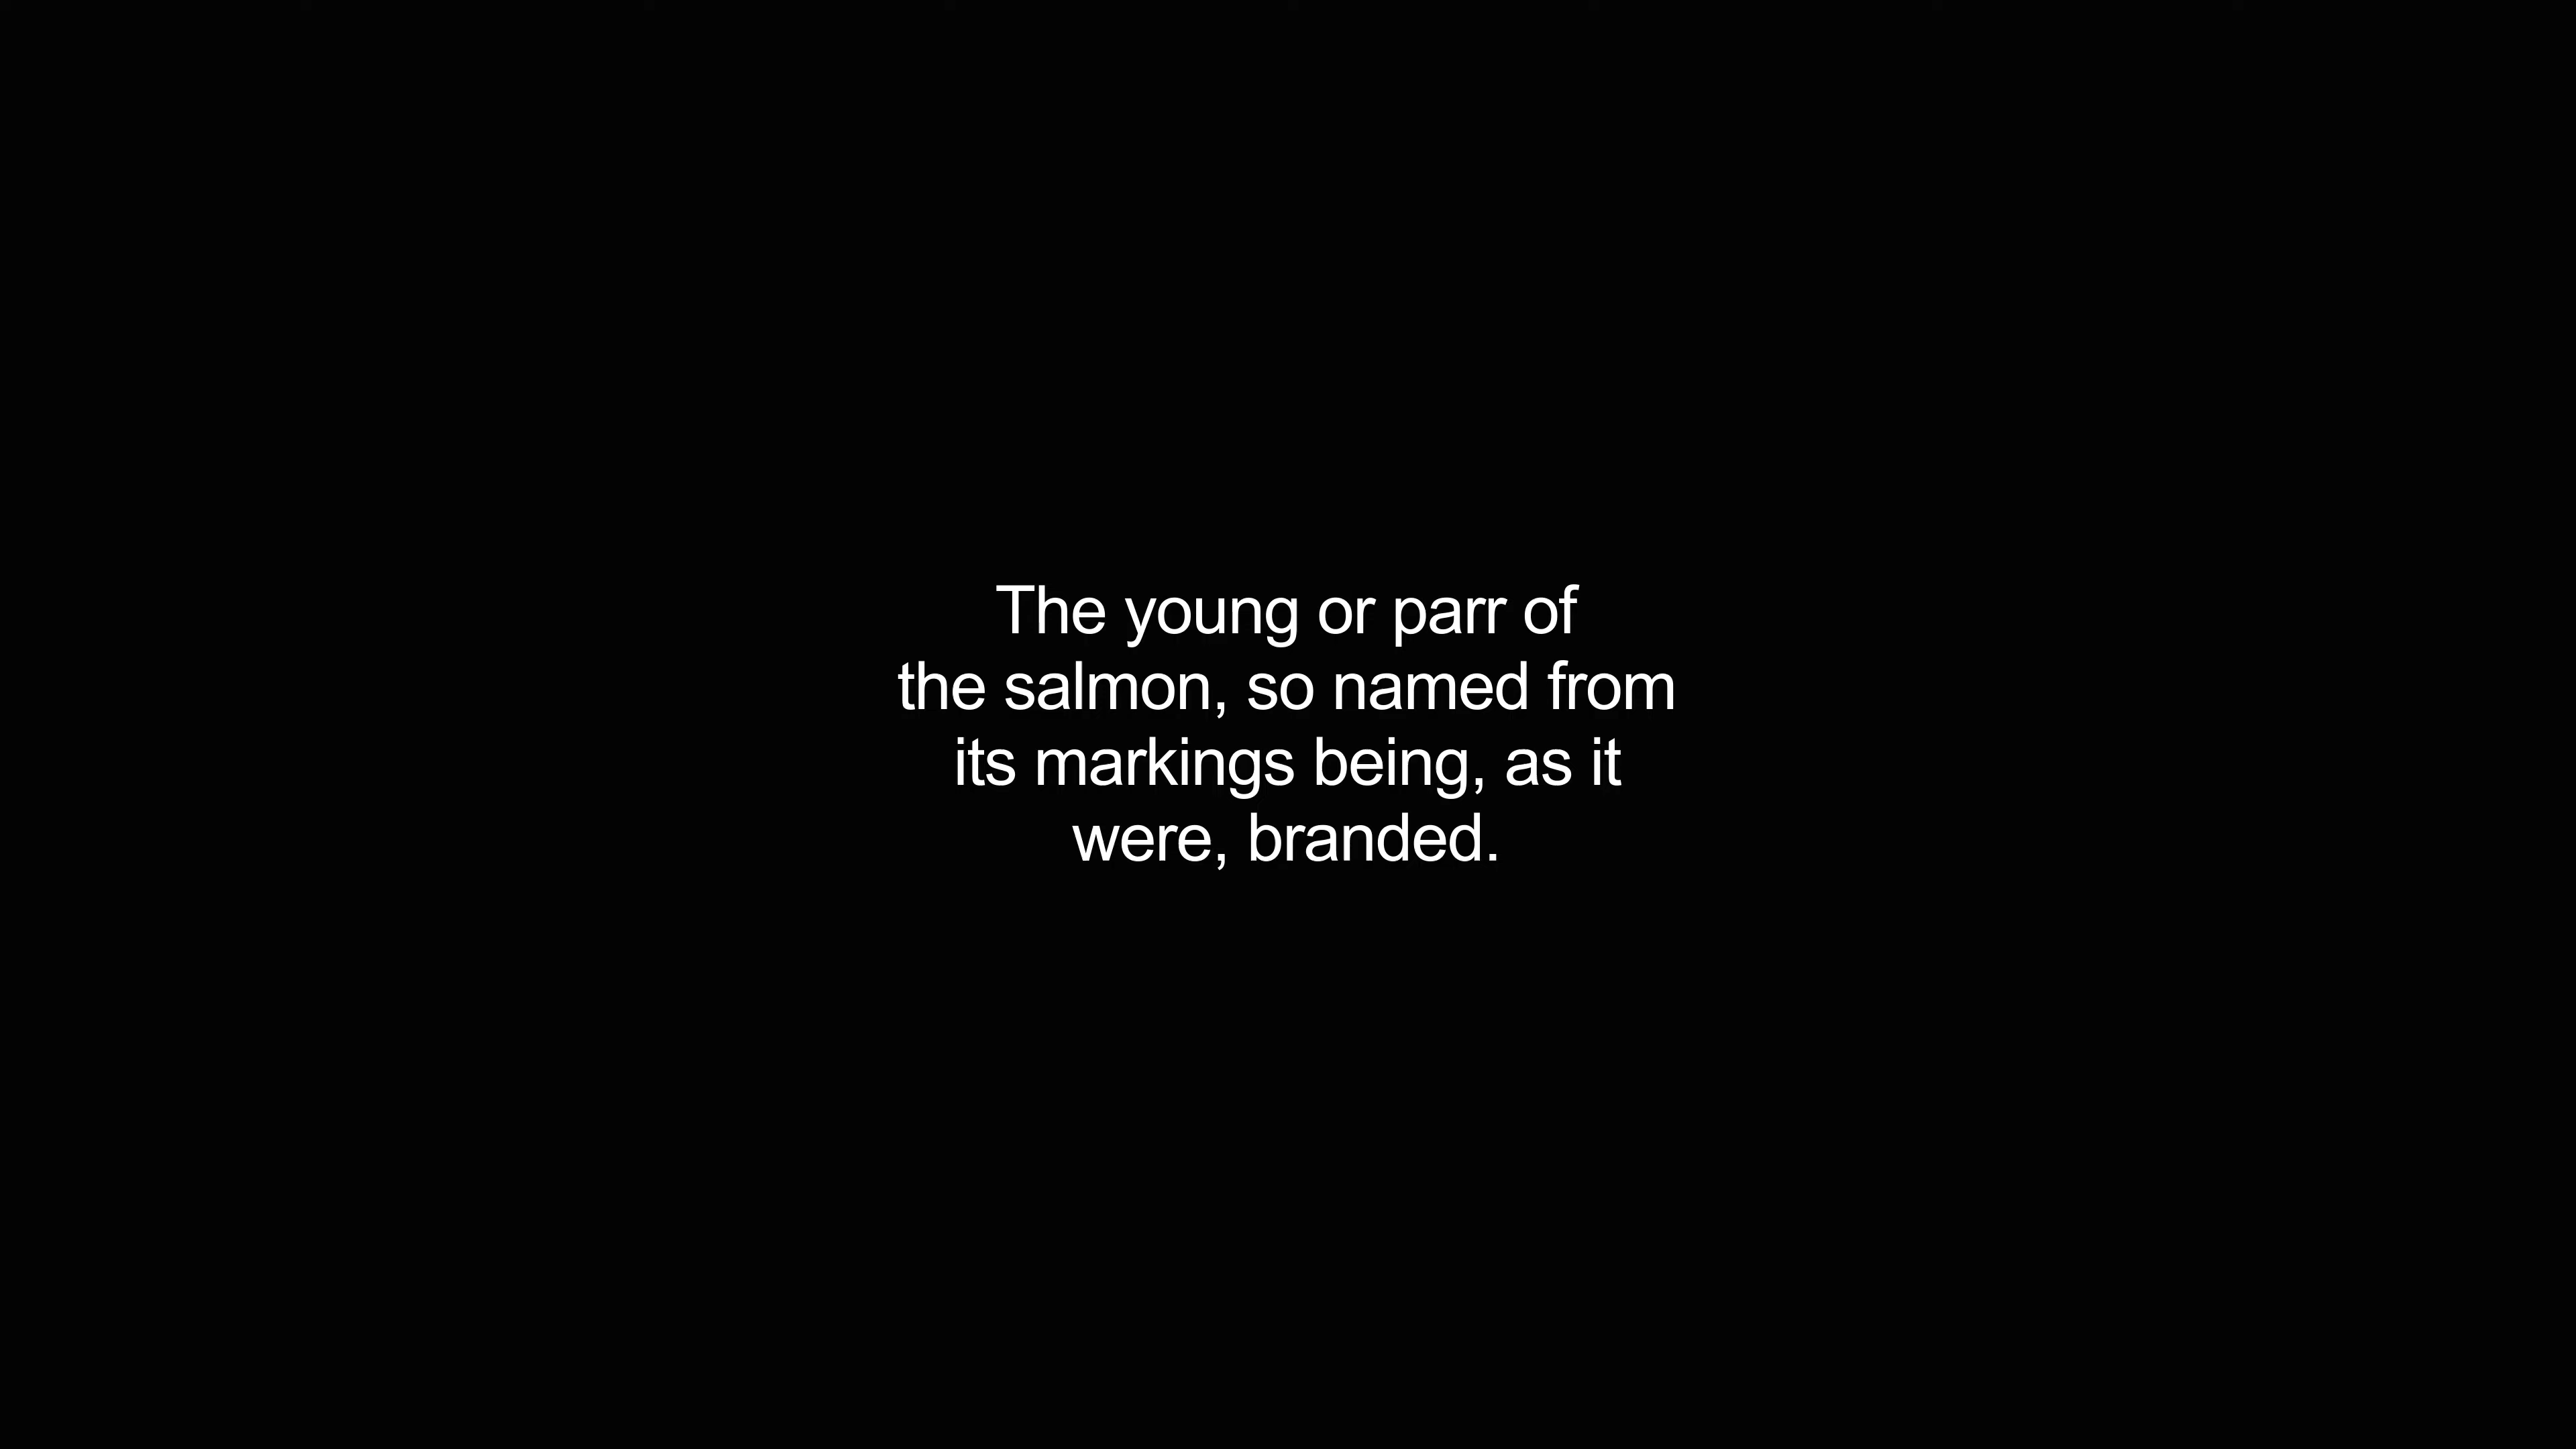 The young or parr of
the salmon, so named from
its markings being, as it
were, branded.